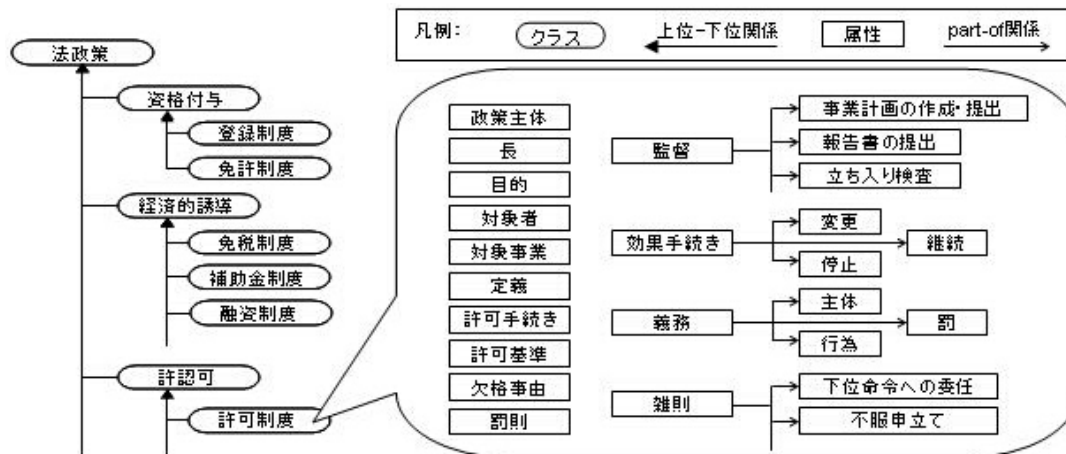 凡例:
クラス
上位-下位関係
属性
part-of関係
法政策
資格付与
登録制度
免許制度
経済的誘導
免税制度
補助金制度
融資制度
許認可
許可制度
政策主体
長
目的
対象者
対象事業
定義
許可手続き
許可基準
欠格事由
罰則
監督
事業計画の作成・提出
報告書の提出
立ち入り検査
効果手続き
変更
継続
停止
義務
主体
罰
行為
雑則
下位命令への委任
不服申立て